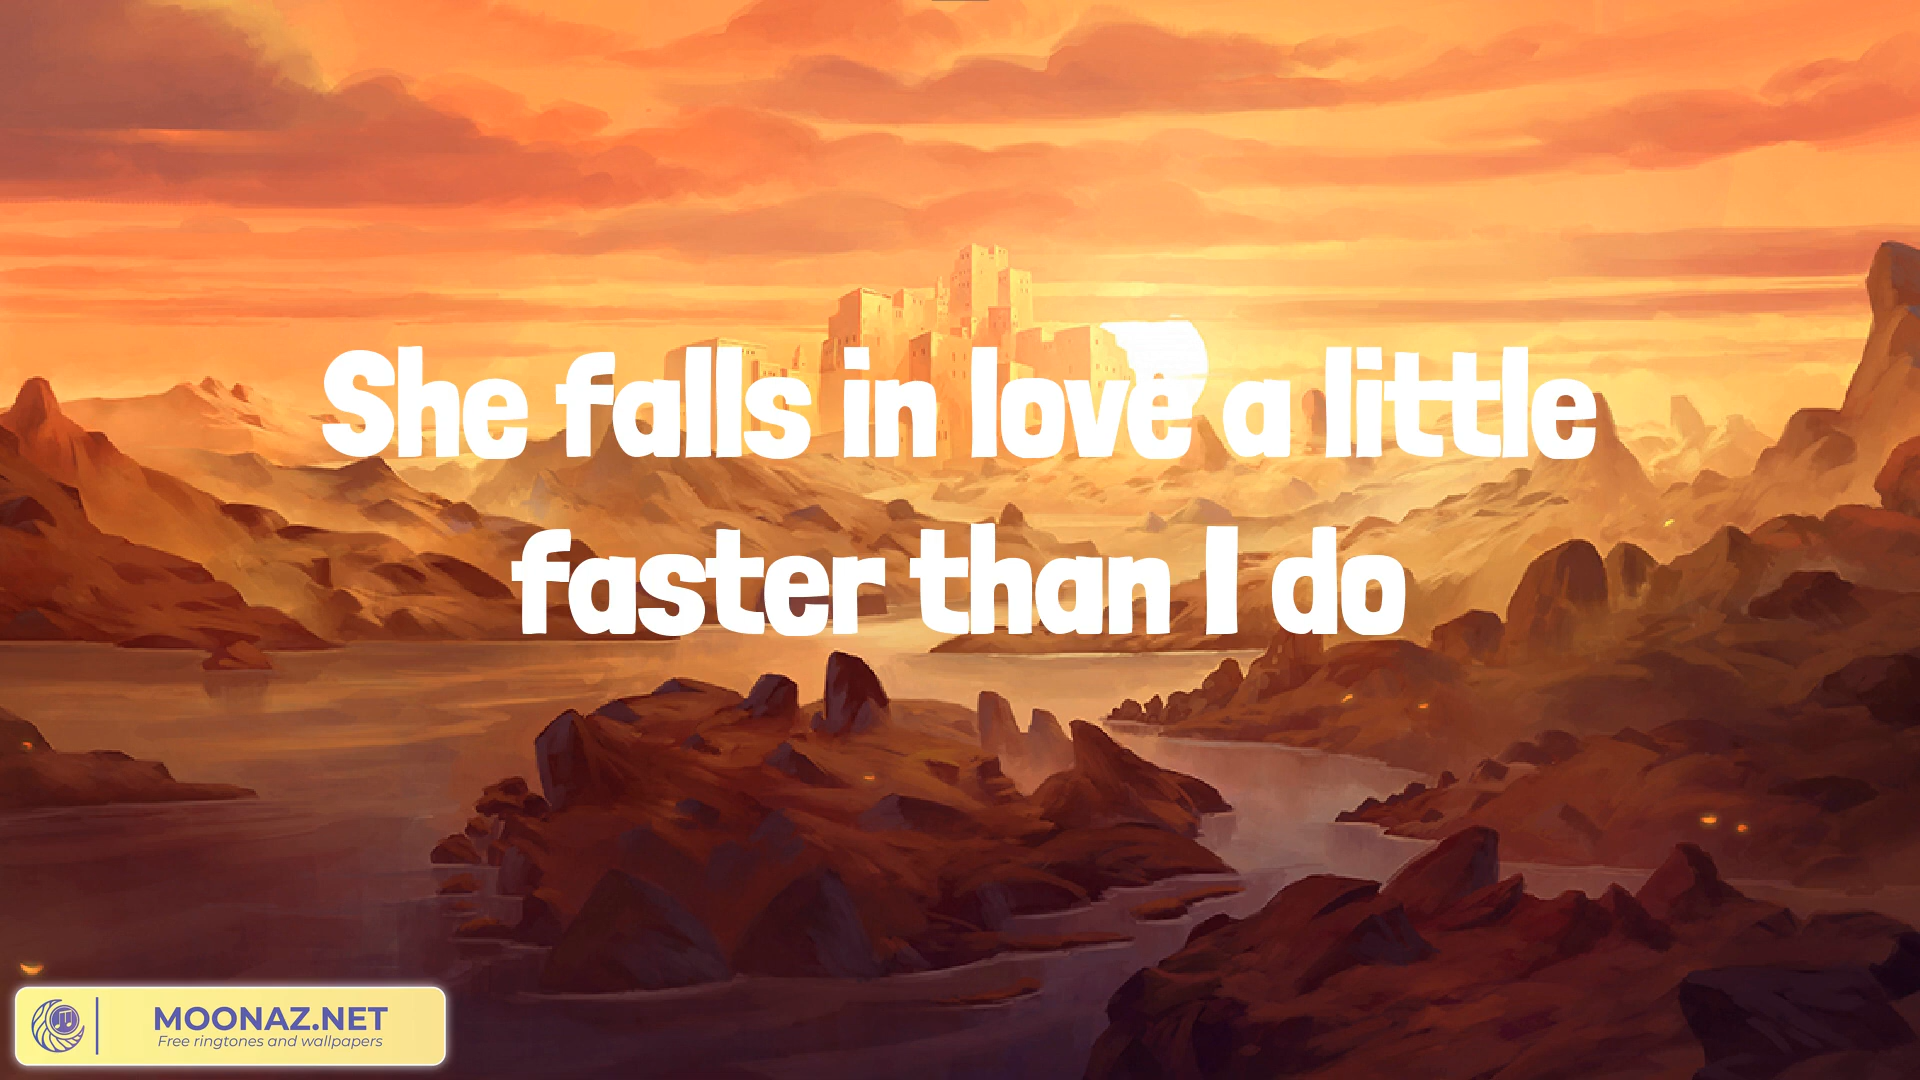 She falls in love a little
faster than I do
MOONAZ.NET
Free ringtones and wallpapers